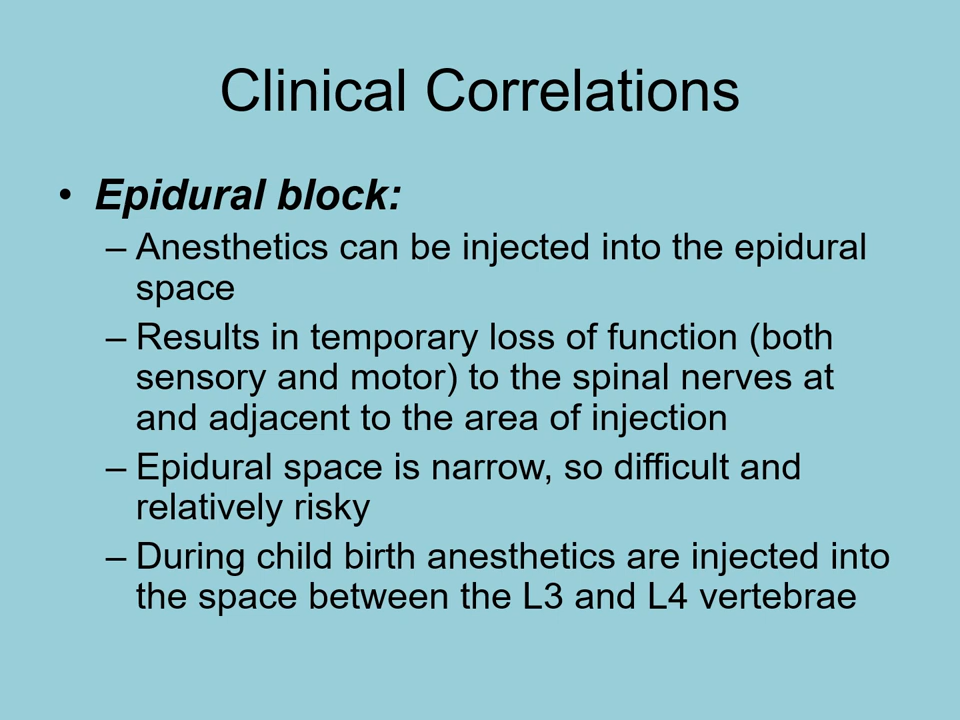 Clinical Correlations
• Epidural block:
– Anesthetics can be injected into the epidural
space
– Results in temporary loss of function (both
sensory and motor) to the spinal nerves at
and adjacent to the area of injection
– Epidural space is narrow, so difficult and
relatively risky
– During child birth anesthetics are injected into
the space between the L3 and L4 vertebrae